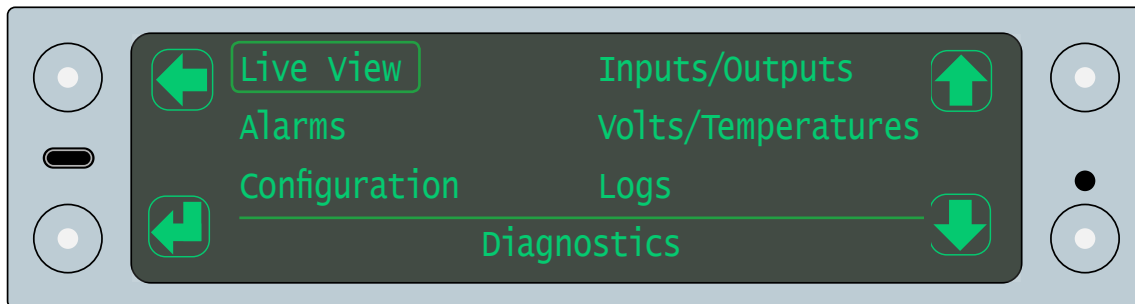 Live View Inputs/Outputs
Alarms Volts/Temperatures
Configuration Logs
Diagnostics